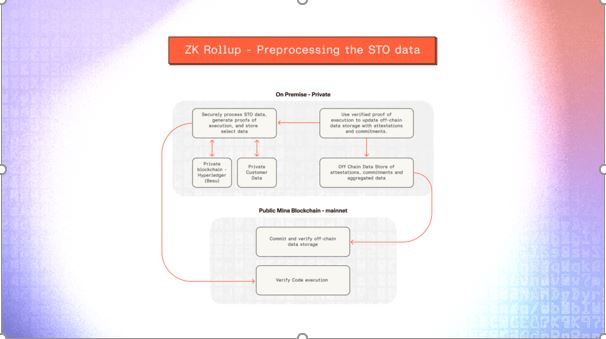 ZK Rollup - Preprocessing the STO data
On Premise - Private
Securely process STO data,
generate proofs of
execution, and store
select data
Use verified proof of
execution to update off-chain
data storage with attestations
and commitments.
Private
blockchain -
Hyperledger
(Besu)
Private
Customer
Data
Off Chain Data Store of
attestations, commitments and
aggregated data
Public Mina Blockchain - mainnet
Commit and verify off-chain
data storage
Verify Code execution